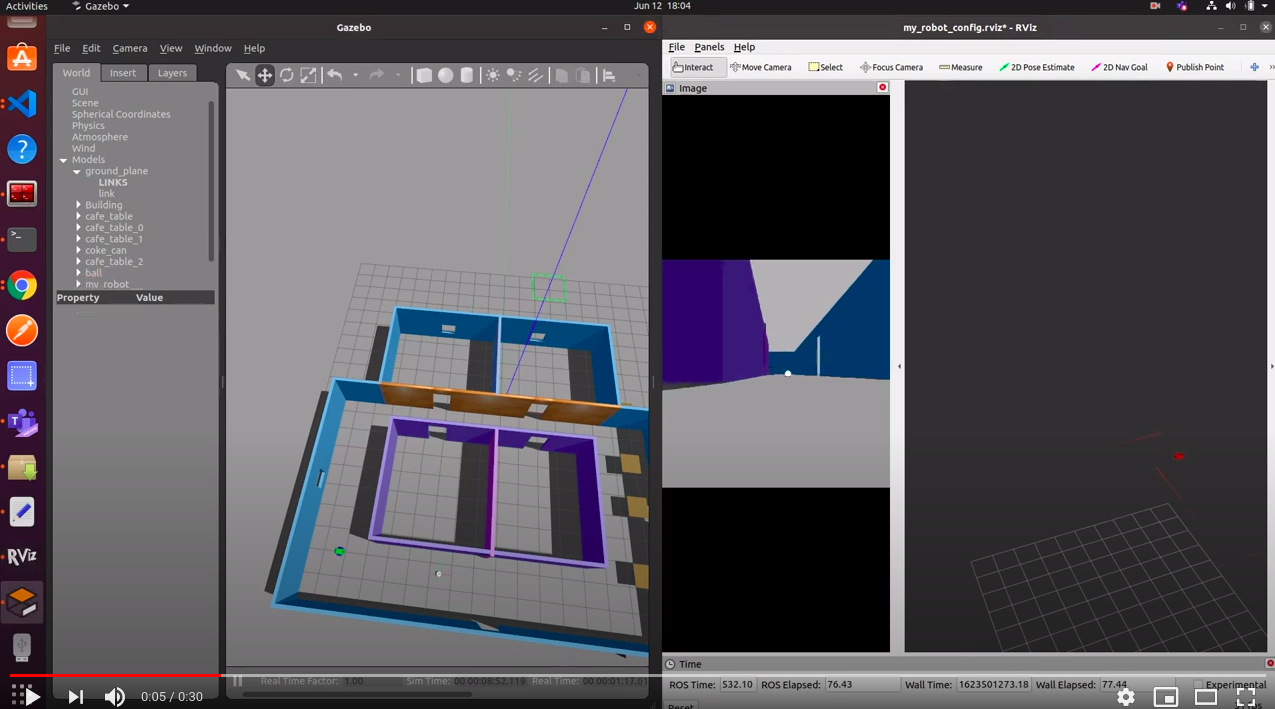 Activities Gazebo Jun 12 18:04
Gazebo
my_robot_config.rviz* - RViz
File Edit Camera View Window Help
File Panels Help
World Insert Layers
Interact Move Camera Select Focus Camera Measure 2D Pose Estimate 2D Nav Goal Publish Point
Image
GUI
Scene
Spherical Coordinates
Physics
Atmosphere
Wind
Models
ground_plane
LINKS
link
Building
cafe_table
cafe_table_0
cafe_table_1
coke_can
cafe_table_2
ball
my_robot
Property Value
RViz
Real Time Factor: 1.00 Sim Time: 00 00:08:52.119 Real Time: 00 00:01:17.01
Time
ROS Time: 532.10 ROS Elapsed: 76.43 Wall Time: 1623501273.18 Wall Elapsed: 77.44 Experimental
0:05 / 0:30
Reset